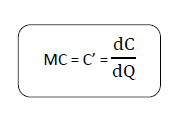 MC = C’ = dC/dQ